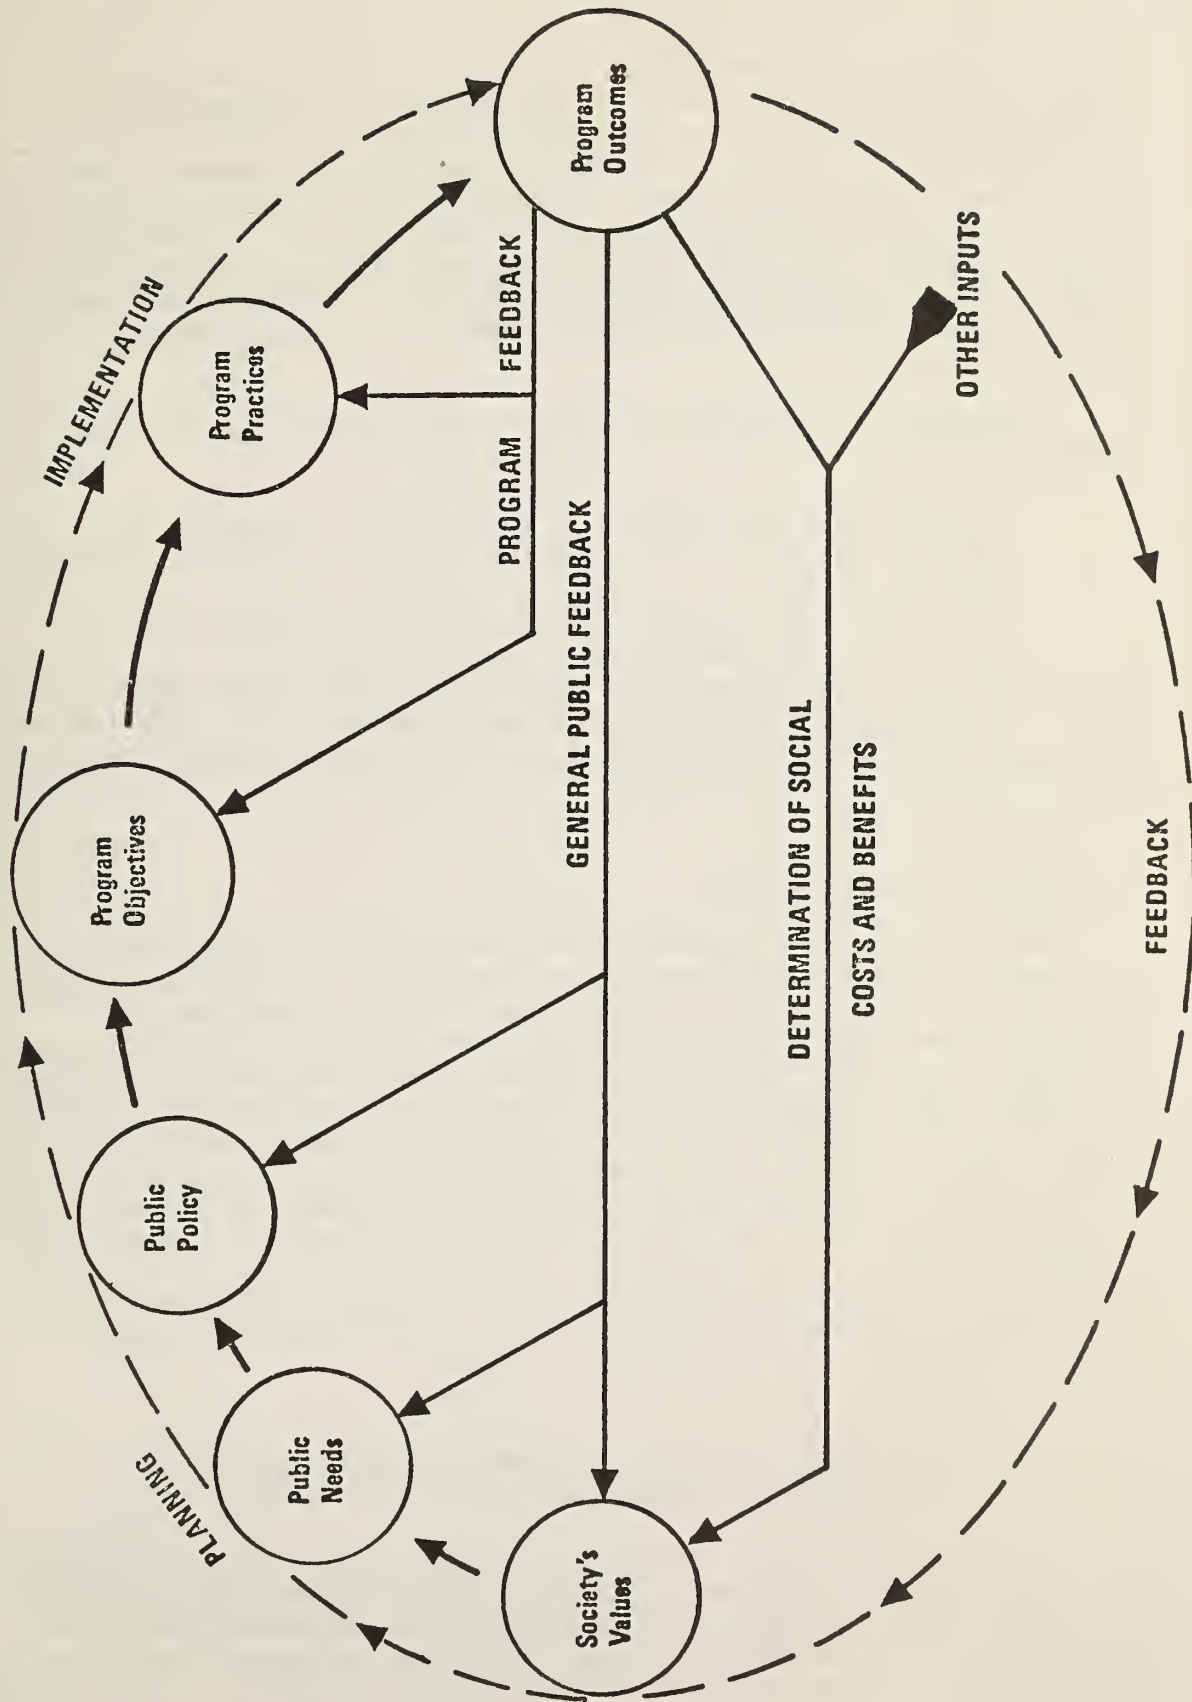 PLANNING
IMPLEMENTATION
Society's
Values
Public
Needs
Public
Policy
Program
Objectives
Program
Practices
Program
Outcomes
PROGRAM FEEDBACK
GENERAL PUBLIC FEEDBACK
DETERMINATION OF SOCIAL
COSTS AND BENEFITS
OTHER INPUTS
FEEDBACK